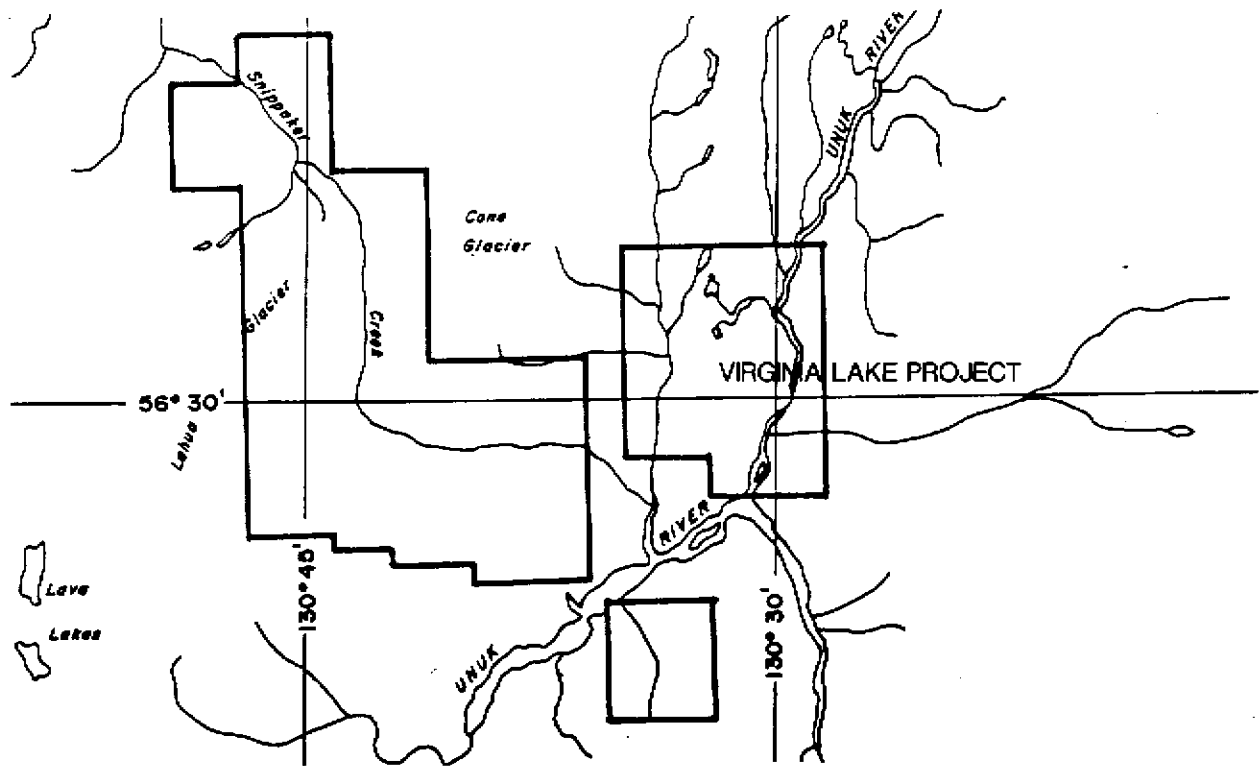 RIVER
UNUK
Snippaker
Cone
Glacier
Glacier
Creek
VIRGINIA LAKE PROJECT
56° 30'
Lehua
RIVER
130° 45'
130° 30'
Lava
Lakes
UNUK